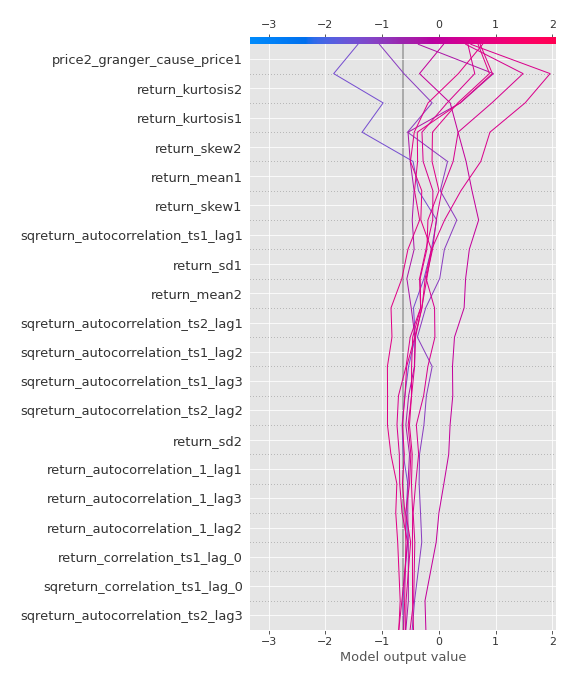 −3 −2 −1 0 1 2
price2_granger_cause_price1
return_kurtosis2
return_kurtosis1
return_skew2
return_mean1
return_skew1
sqreturn_autocorrelation_ts1_lag1
return_sd1
return_mean2
sqreturn_autocorrelation_ts2_lag1
sqreturn_autocorrelation_ts1_lag2
sqreturn_autocorrelation_ts1_lag3
sqreturn_autocorrelation_ts2_lag2
return_sd2
return_autocorrelation_1_lag1
return_autocorrelation_1_lag3
return_autocorrelation_1_lag2
return_correlation_ts1_lag_0
sqreturn_correlation_ts1_lag_0
sqreturn_autocorrelation_ts2_lag3
−3 −2 −1 0 1 2
Model output value